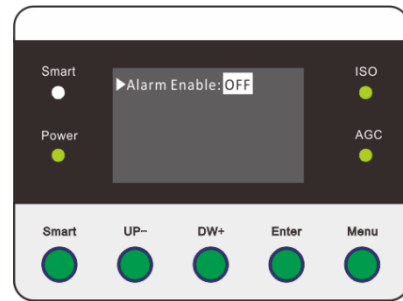 Smart
ISO
▶Alarm Enable: OFF
Power
AGC
Smart UP− DW+ Enter Menu